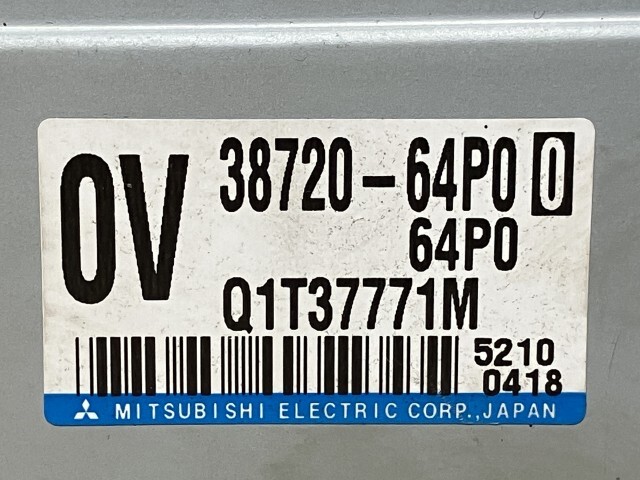 0V
38720-64P0 0
64P0
Q1T37771M
5210
0418
MITSUBISHI ELECTRIC CORP.,JAPAN